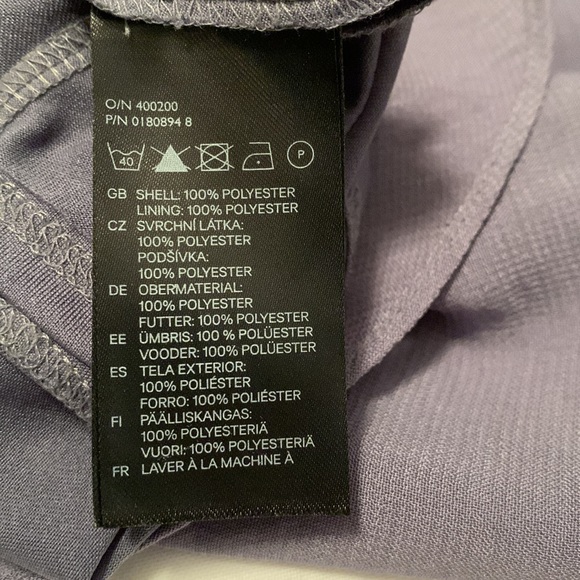 O/N 400200
P/N 0180894 8
40 P
GB SHELL: 100% POLYESTER
LINING: 100% POLYESTER
CZ SVRCHNÍ LÁTKA:
100% POLYESTER
PODŠÍVKA:
100% POLYESTER
DE OBERMATERIAL:
100% POLYESTER
FUTTER: 100% POLYESTER
EE ÜMBRIS: 100% POLÜESTER
VOODER: 100% POLÜESTER
ES TELA EXTERIOR:
100% POLIÉSTER
FORRO: 100% POLIÉSTER
FI PÄÄLLISKANGAS:
100% POLYESTERIÄ
VUORI: 100% POLYESTERIÄ
FR LAVER À LA MACHINE À